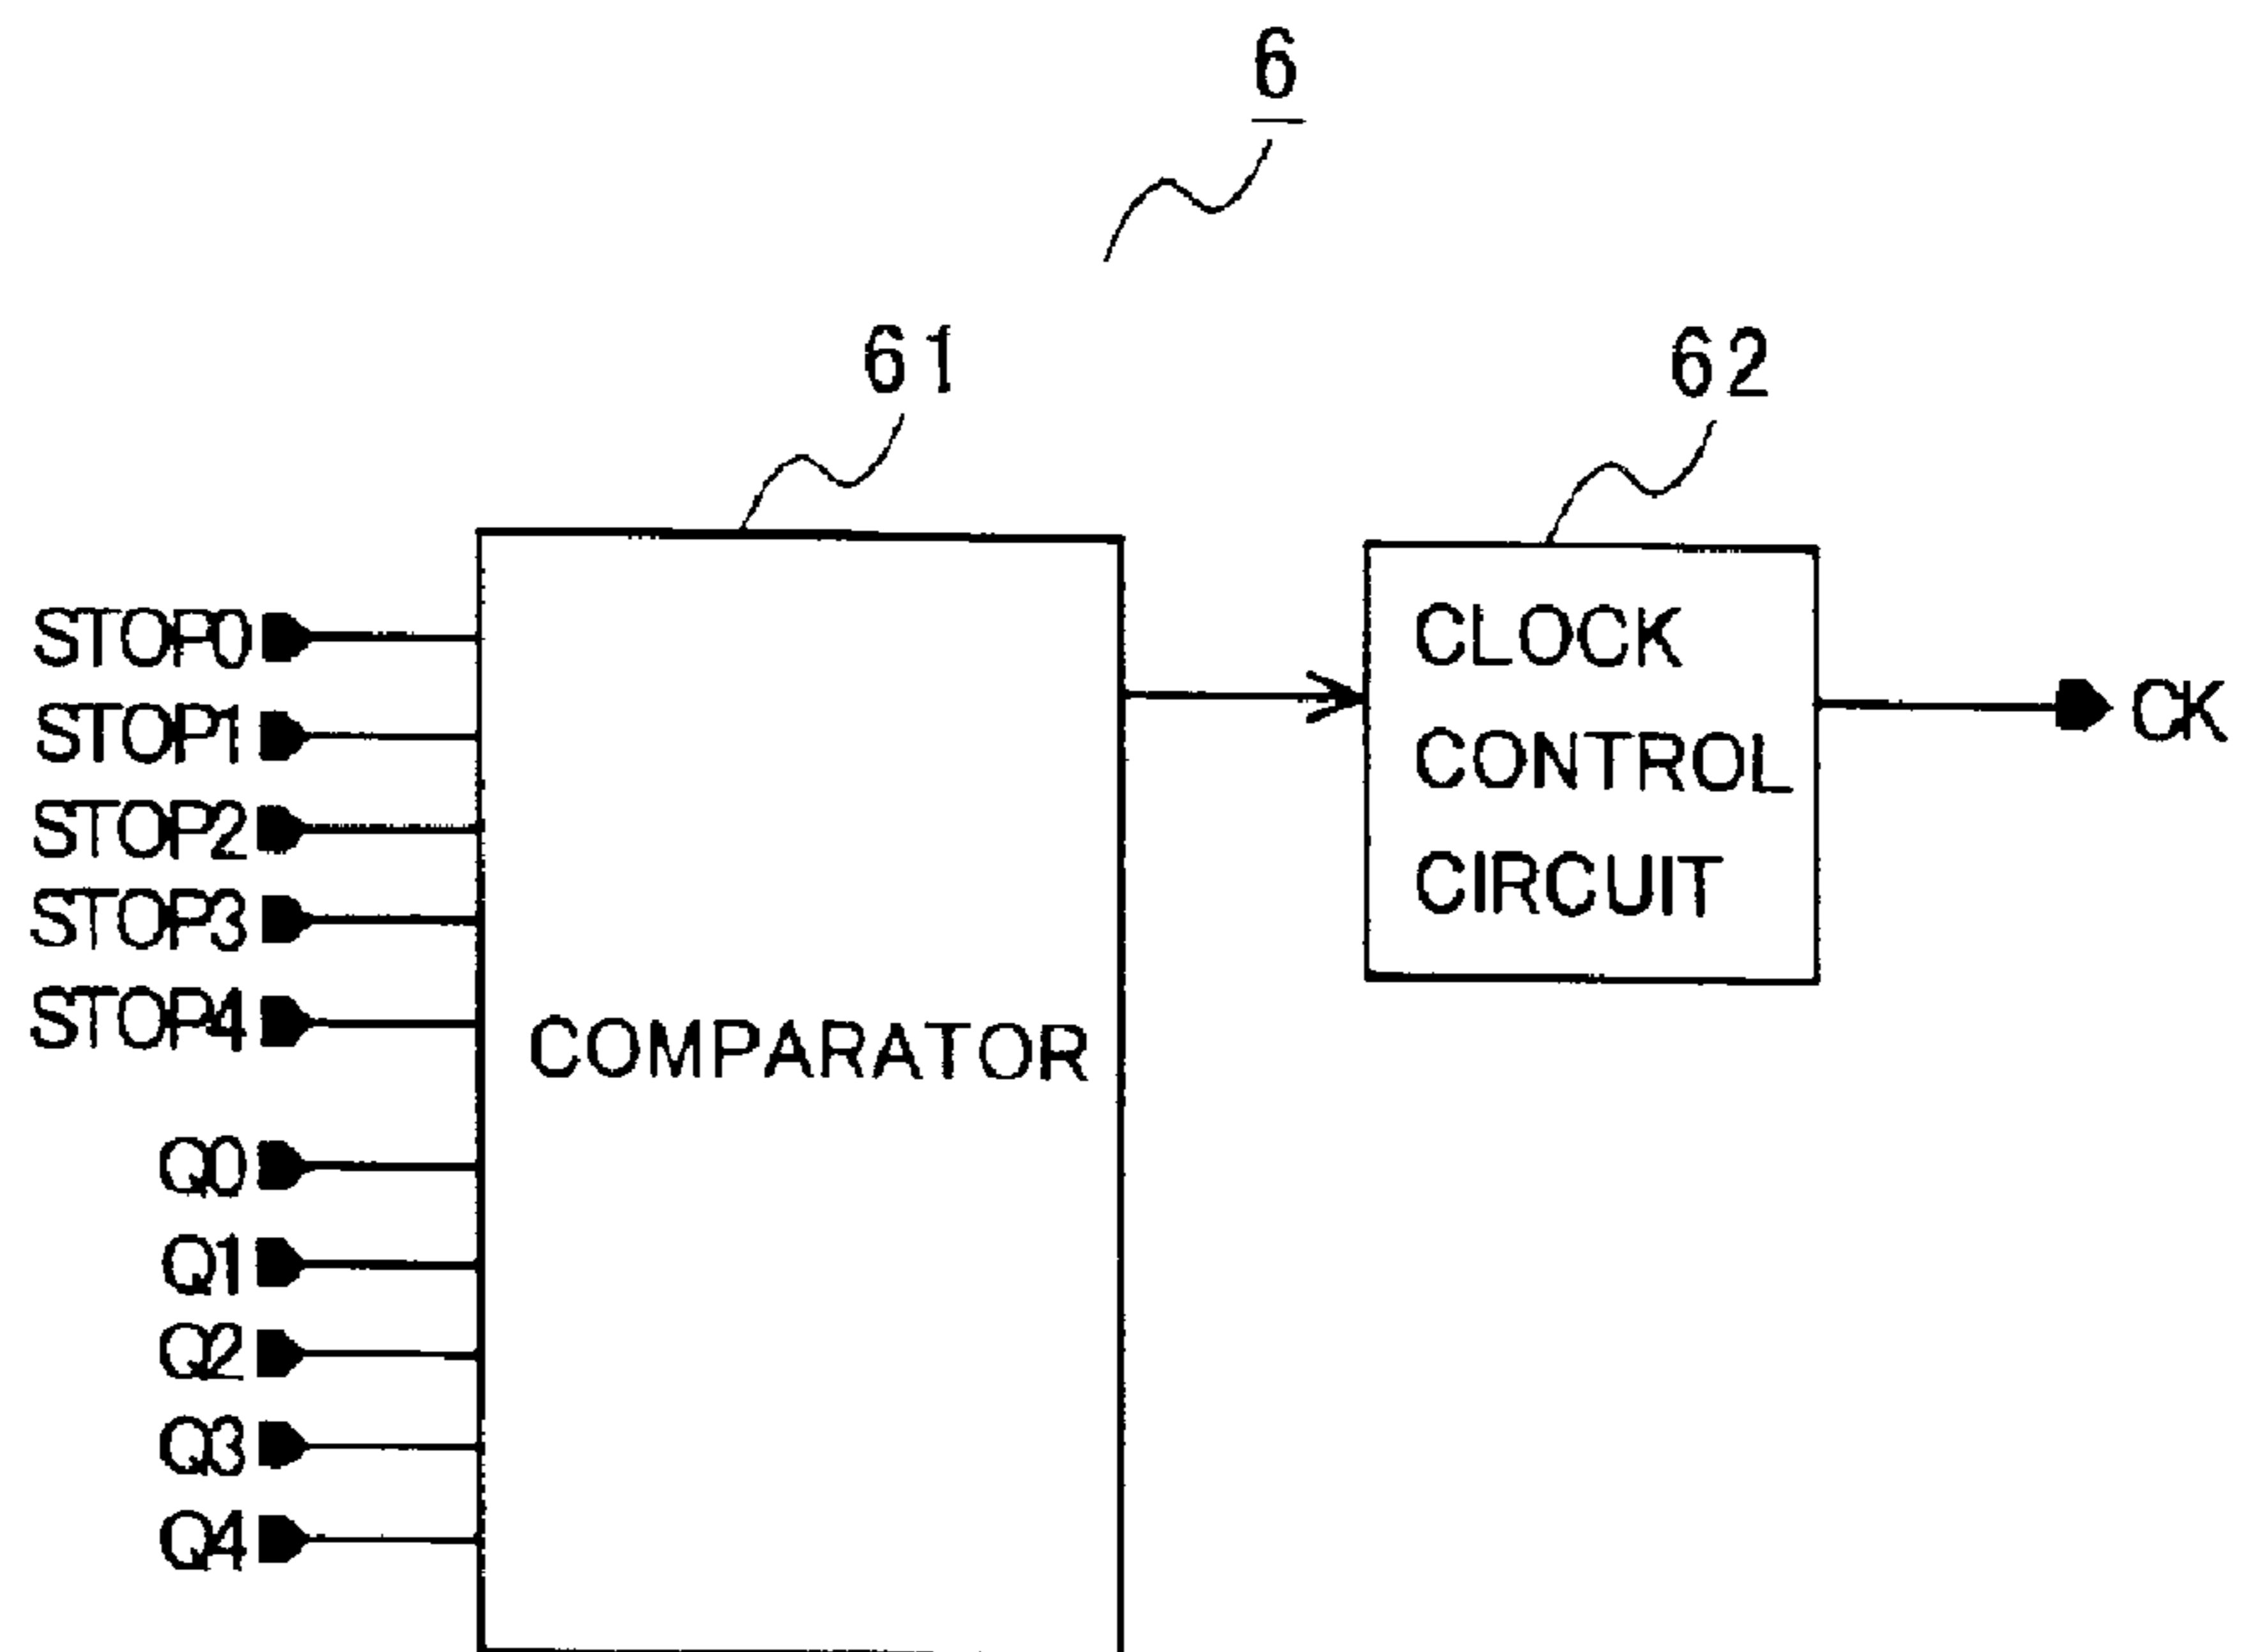 6
61
62
STOP0
STOP1
STOP2
STOP3
STOP4
Q0
Q1
Q2
Q3
Q4
COMPARATOR
CLOCK
CONTROL
CIRCUIT
CK